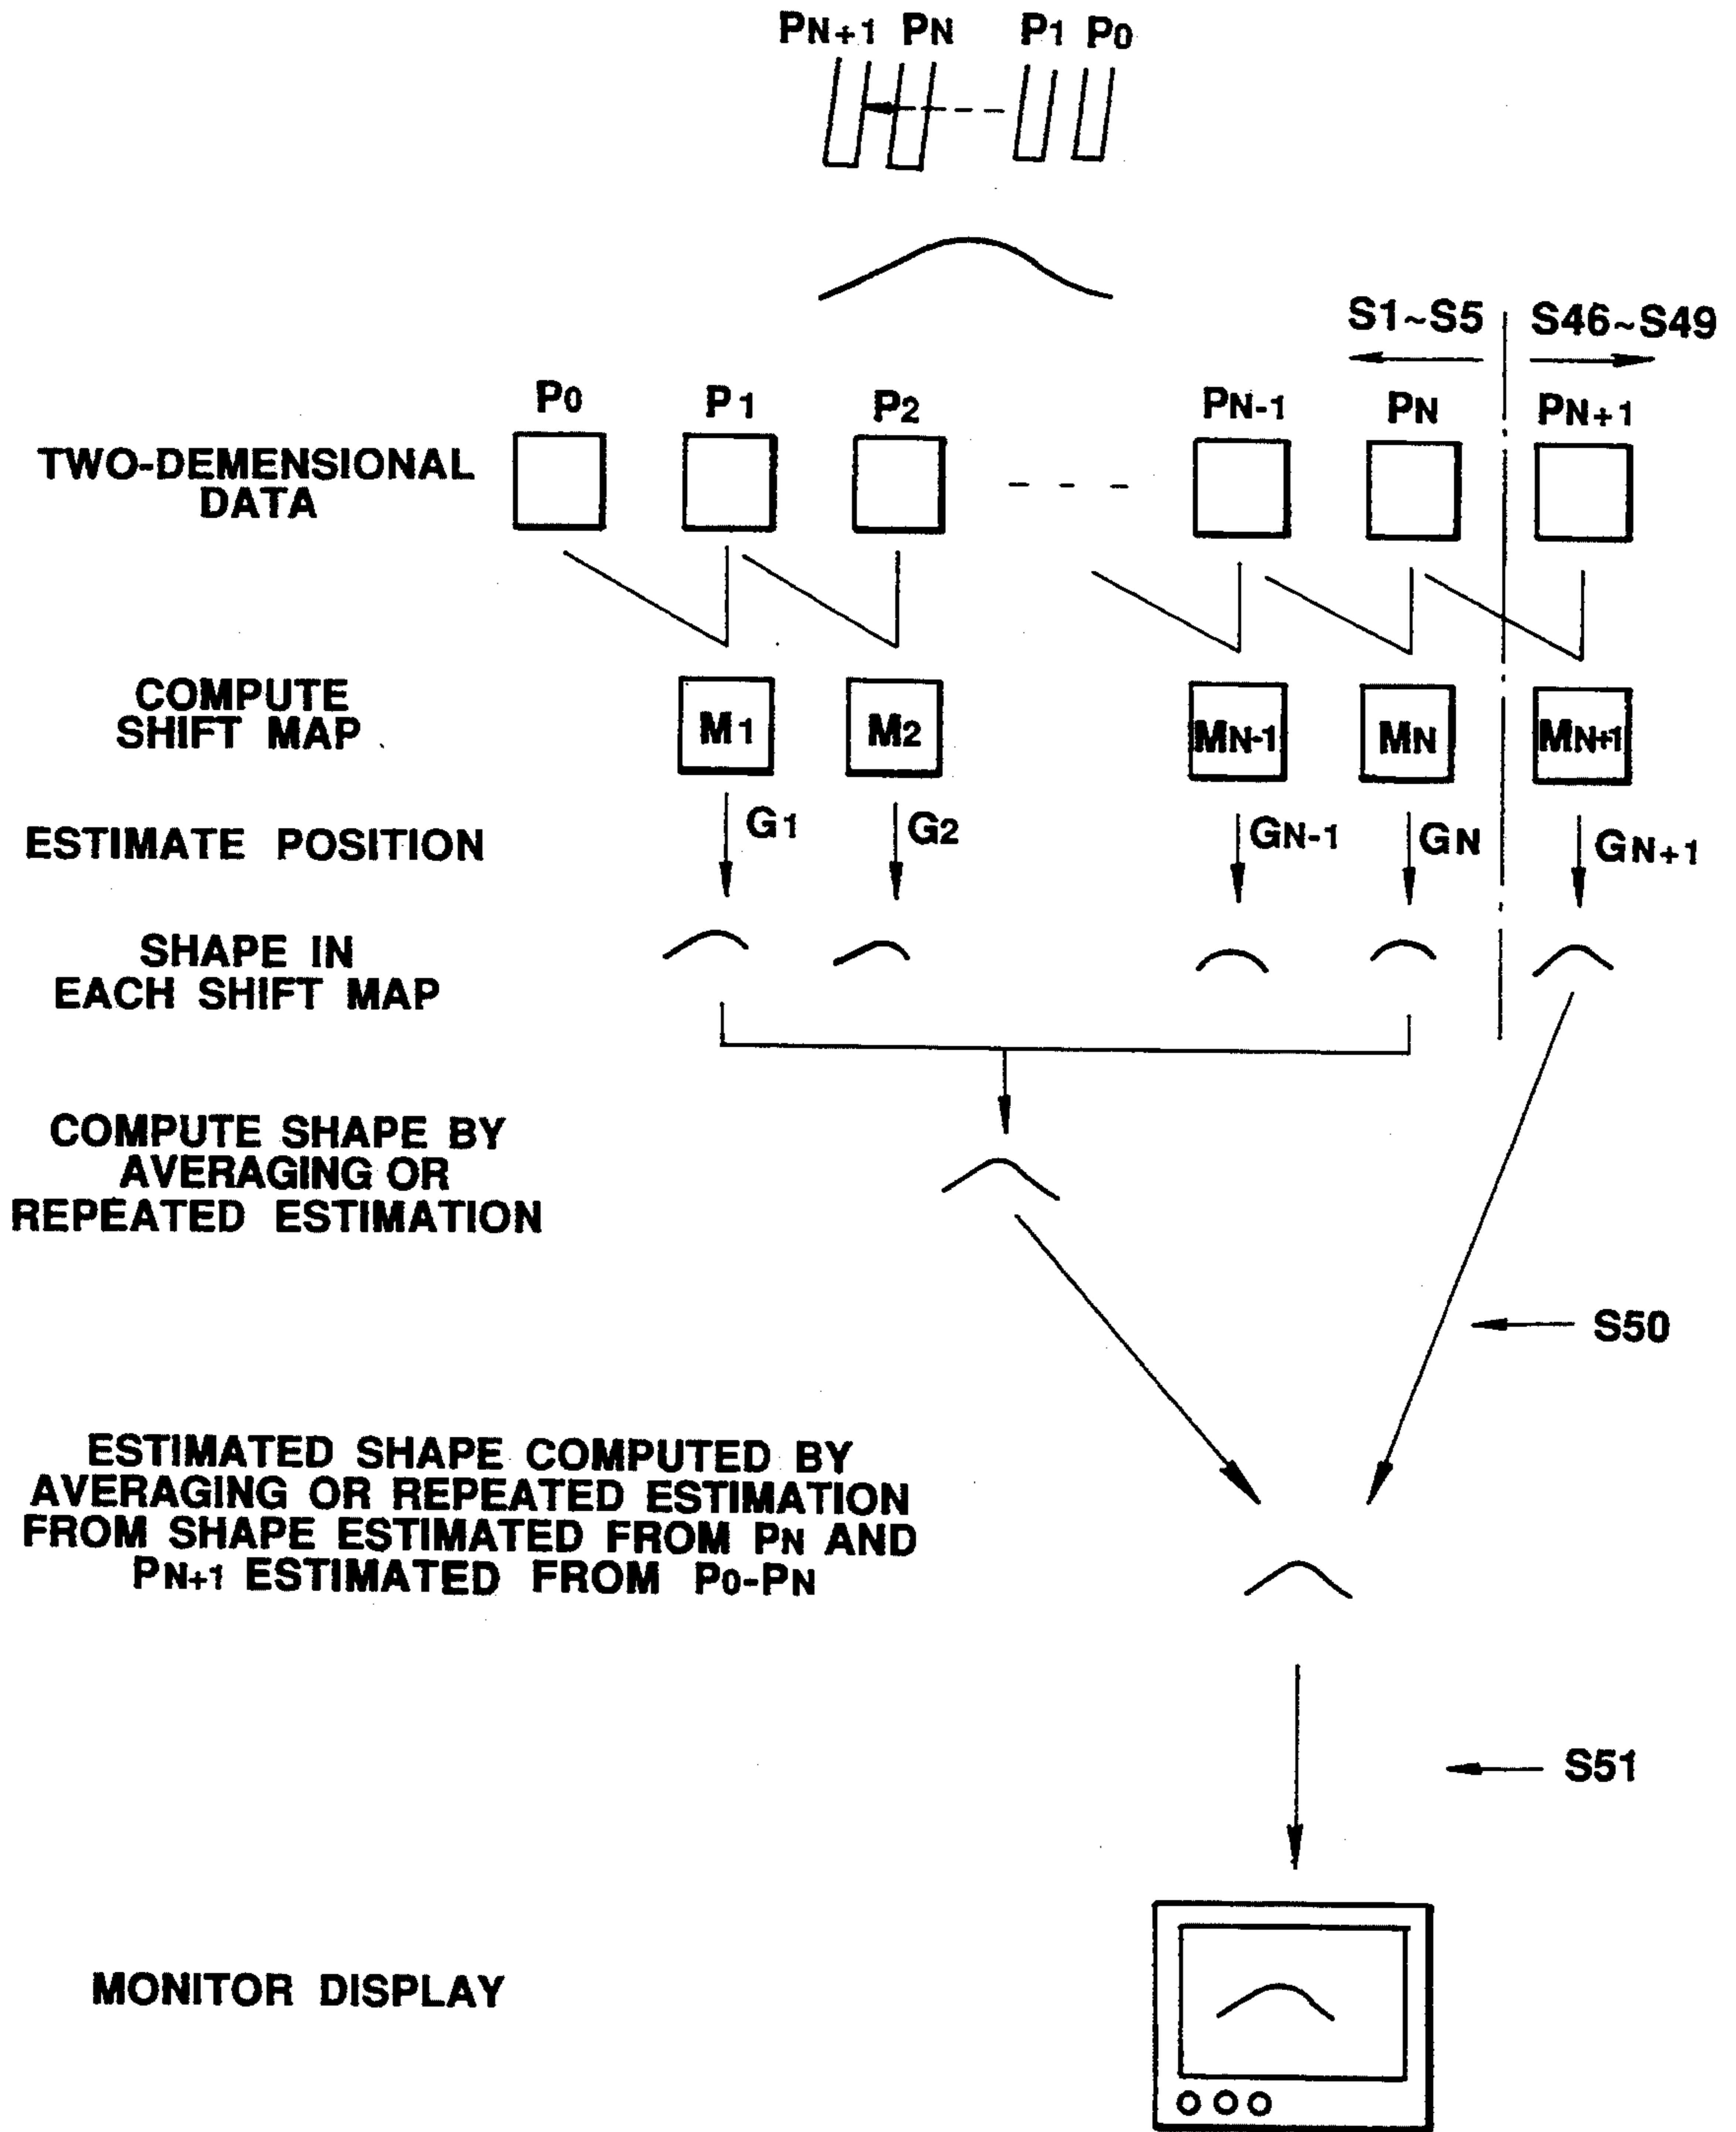 PN+1 PN P1 P0
S1~S5 S46~S49
P0 P1 P2 PN-1 PN PN+1
TWO-DEMENSIONAL
DATA
COMPUTE
SHIFT MAP
M1 M2 MN-1 MN MN+1
G1 G2 GN-1 GN GN+1
ESTIMATE POSITION
SHAPE IN
EACH SHIFT MAP
COMPUTE SHAPE BY
AVERAGING OR
REPEATED ESTIMATION
S50
ESTIMATED SHAPE COMPUTED BY
AVERAGING OR REPEATED ESTIMATION
FROM SHAPE ESTIMATED FROM PN AND
PN+1 ESTIMATED FROM P0-PN
S51
MONITOR DISPLAY